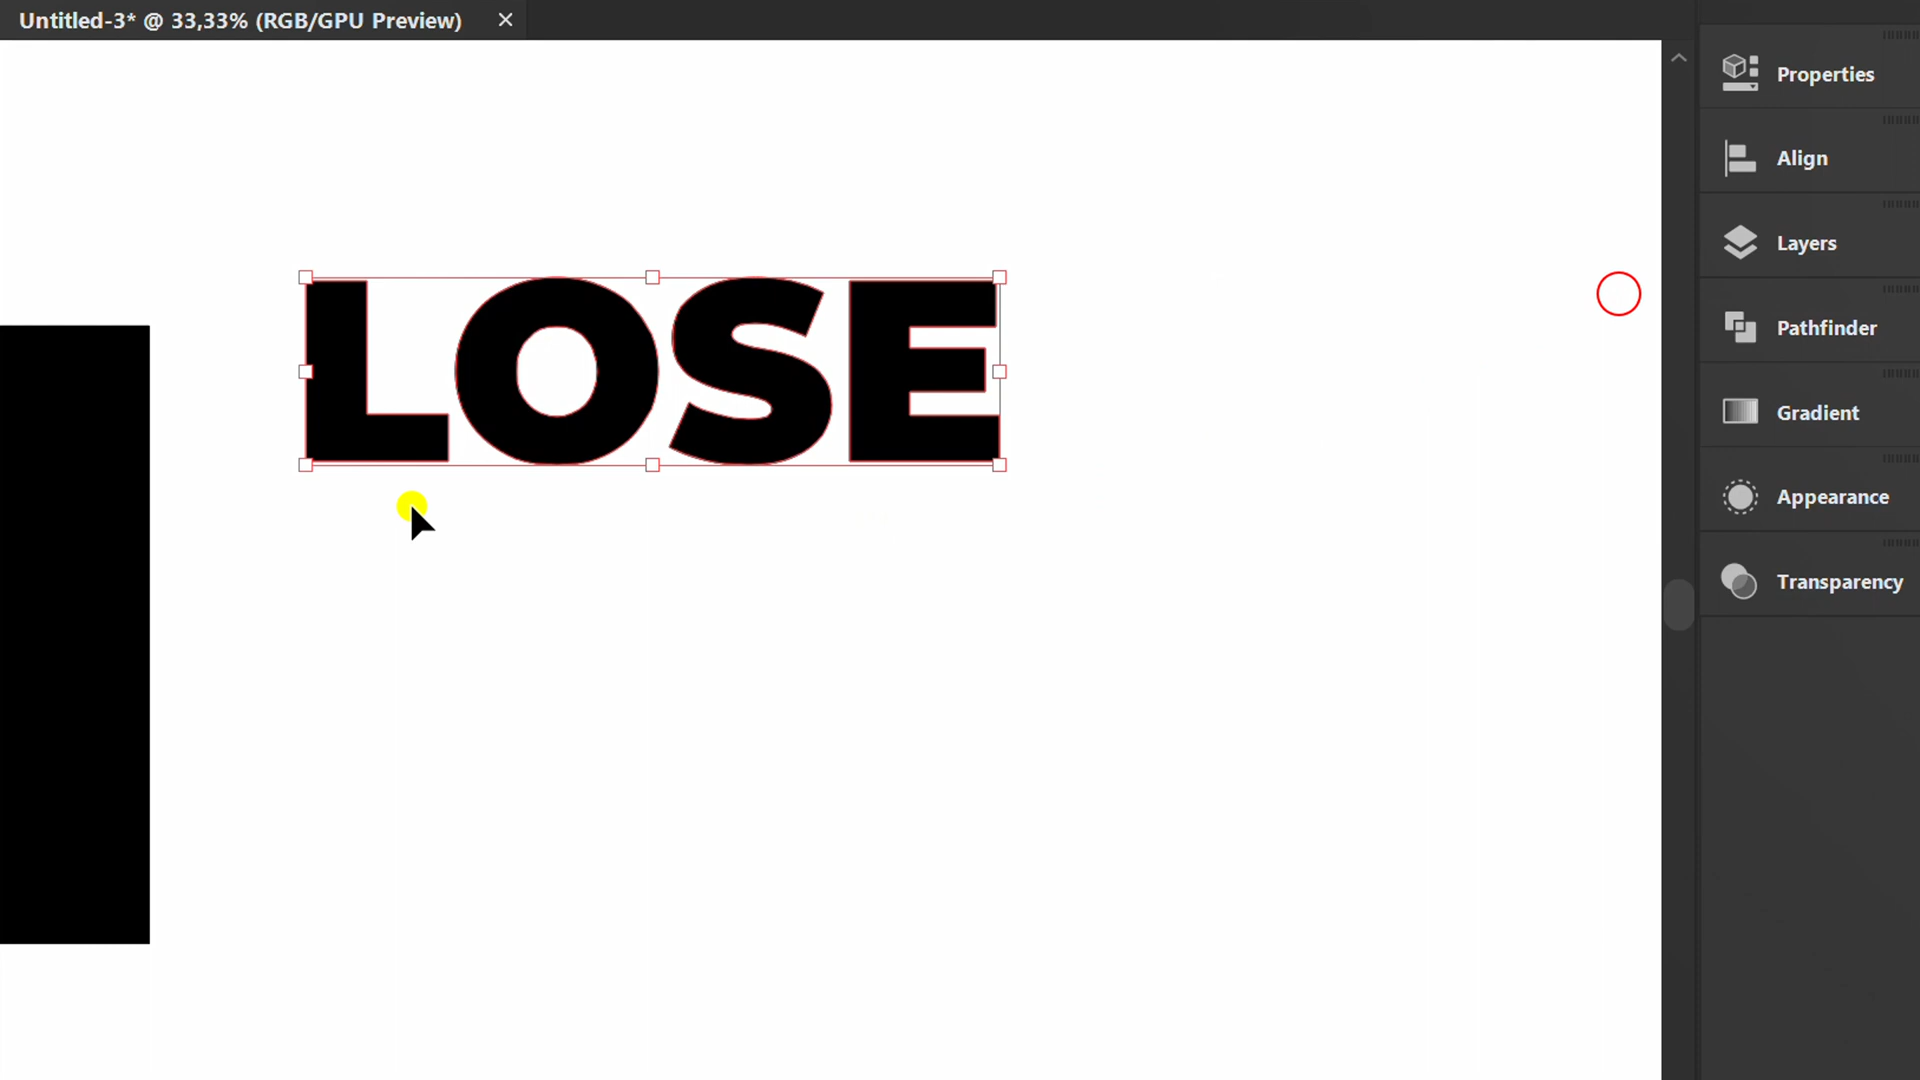 Untitled-3* @ 33,33% (RGB/GPU Preview)
Properties
Align
LOSE
Layers
Pathfinder
Gradient
Appearance
Transparency